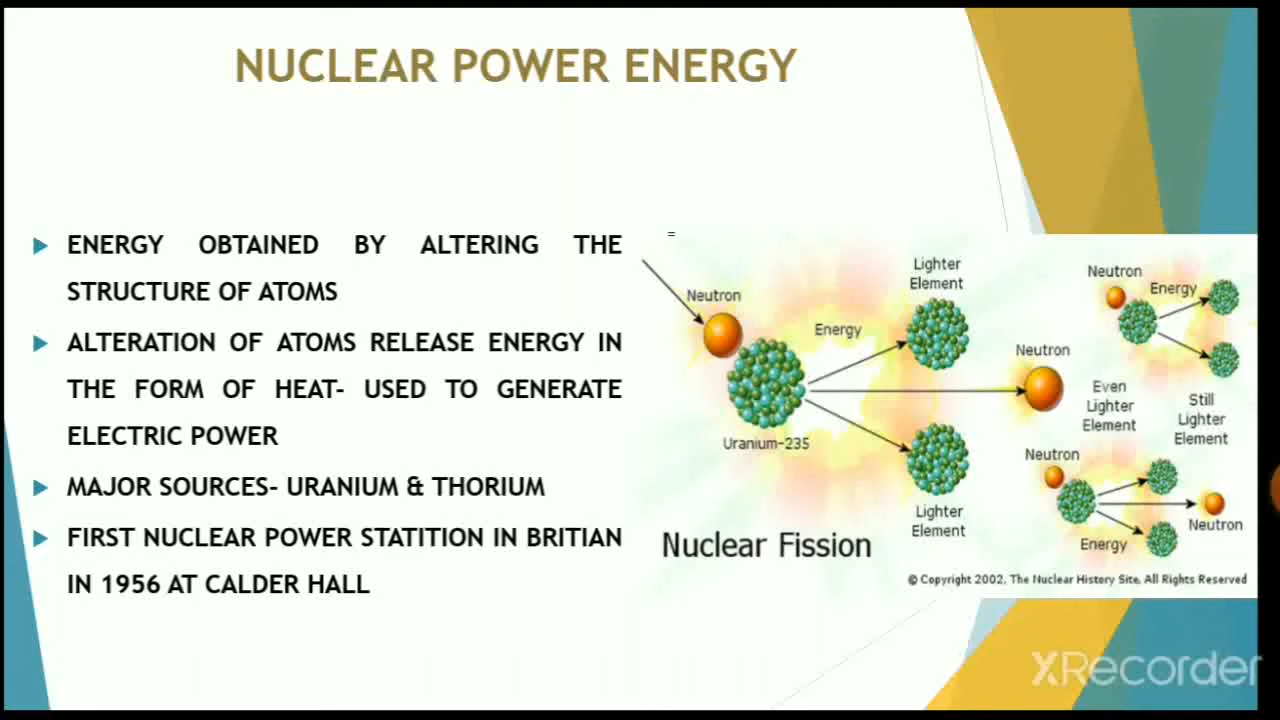 NUCLEAR POWER ENERGY
ENERGY OBTAINED BY ALTERING THE
STRUCTURE OF ATOMS
ALTERATION OF ATOMS RELEASE ENERGY IN
THE FORM OF HEAT- USED TO GENERATE
ELECTRIC POWER
MAJOR SOURCES- URANIUM & THORIUM
FIRST NUCLEAR POWER STATITION IN BRITIAN
IN 1956 AT CALDER HALL
=
Neutron
Energy
Uranium-235
Lighter
Element
Neutron
Lighter
Element
Neutron
Energy
Even
Lighter
Element
Still
Lighter
Element
Neutron
Energy
Neutron
Nuclear Fission
© Copyright 2002, The Nuclear History Site, All Rights Reserved
XRecorder